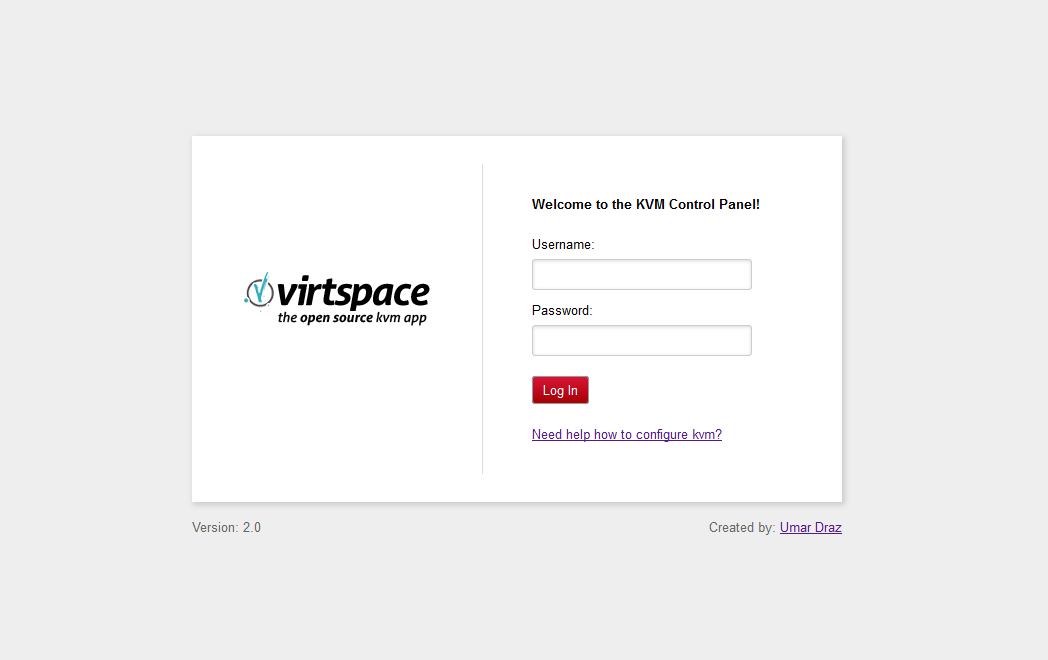 virtspace
the open source kvm app
Welcome to the KVM Control Panel!
Username:
Password:
Log In
Need help how to configure kvm?
Version: 2.0
Created by: Umar Draz